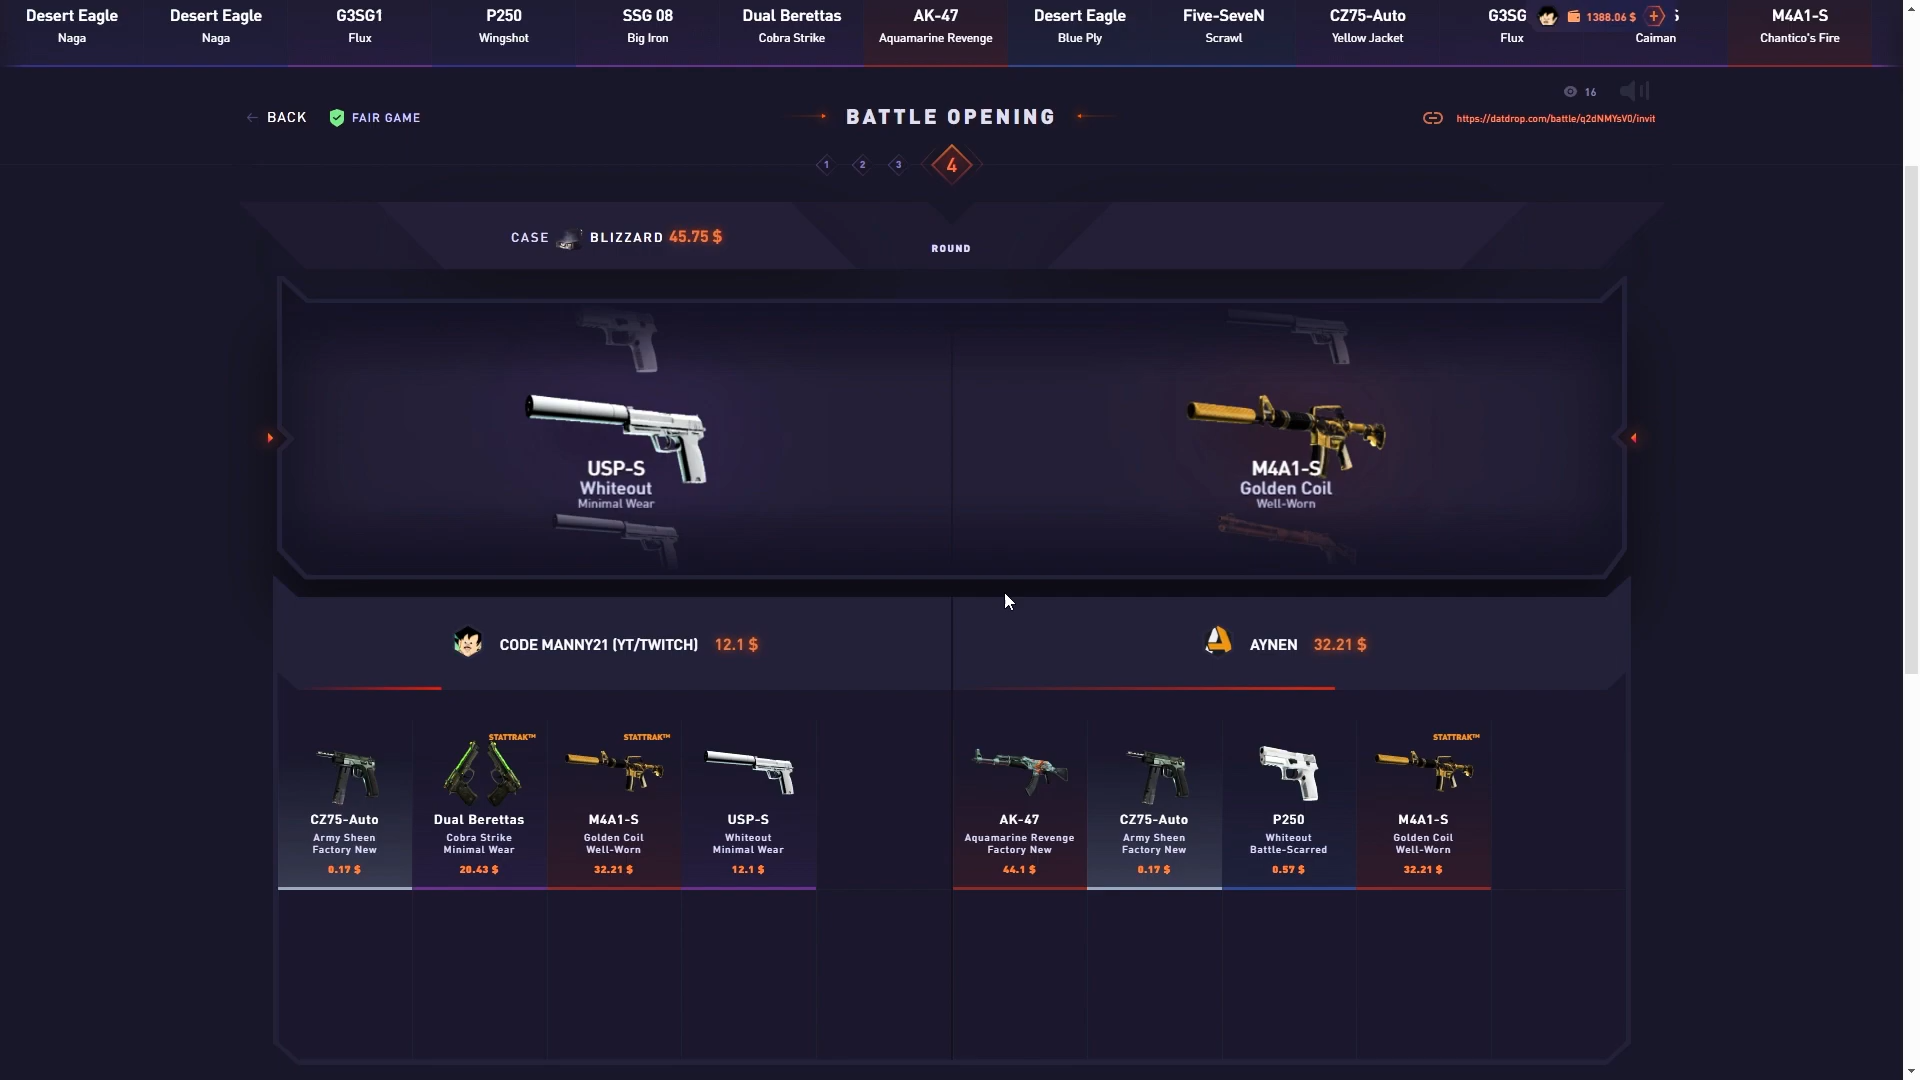 Desert Eagle
Naga
Desert Eagle
Naga
G3SG1
Flux
P250
Wingshot
SSG 08
Big Iron
Dual Berettas
Cobra Strike
AK-47
Aquamarine Revenge
Desert Eagle
Blue Ply
Five-SeveN
Scrawl
CZ75-Auto
Yellow Jacket
G3SG
Flux
1388.06 $
Caiman
M4A1-S
Chantico's Fire
16
BACK
FAIR GAME
BATTLE OPENING
https://datdrop.com/battle/q2dNMYsV0/invit
1 2 3 4
CASE BLIZZARD 45.75 $
ROUND
USP-S
Whiteout
Minimal Wear
M4A1-S
Golden Coil
Well-Worn
CODE MANNY21 (YT/TWITCH) 12.1 $
AYNEN 32.21 $
CZ75-Auto
Army Sheen
Factory New
0.17 $
STATTRAK™
Dual Berettas
Cobra Strike
Minimal Wear
20.43 $
STATTRAK™
M4A1-S
Golden Coil
Well-Worn
32.21 $
USP-S
Whiteout
Minimal Wear
12.1 $
AK-47
Aquamarine Revenge
Factory New
44.1 $
CZ75-Auto
Army Sheen
Factory New
0.17 $
P250
Whiteout
Battle-Scarred
0.57 $
STATTRAK™
M4A1-S
Golden Coil
Well-Worn
32.21 $